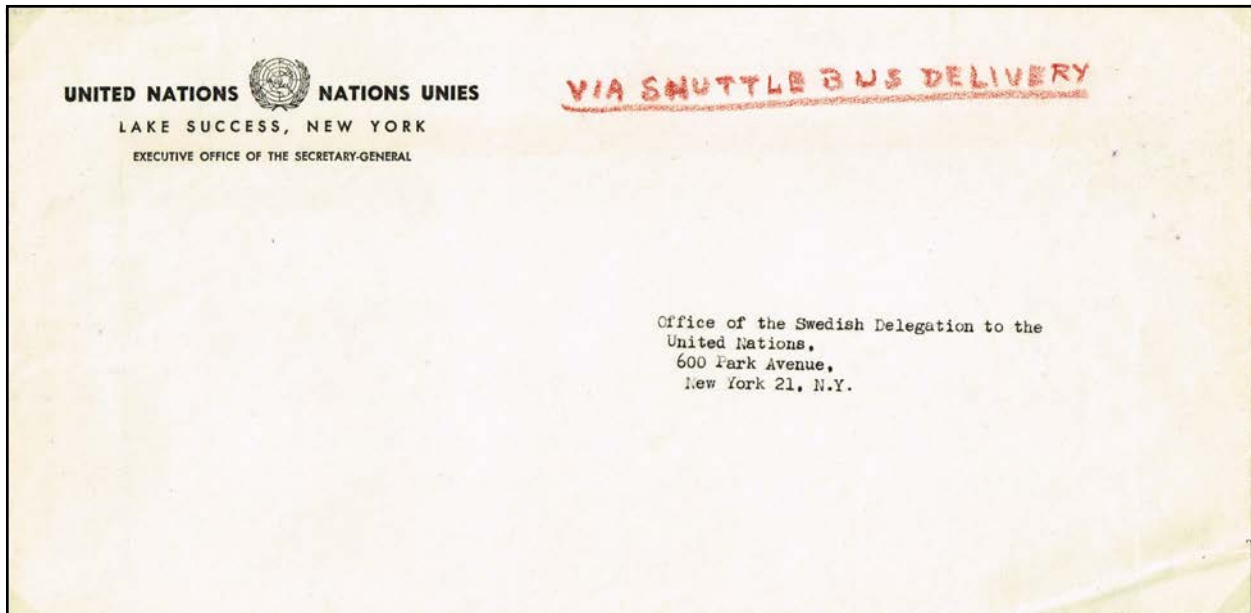 UNITED NATIONS NATIONS UNIES
LAKE SUCCESS, NEW YORK
EXECUTIVE OFFICE OF THE SECRETARY-GENERAL
VIA SHUTTLE BUS DELIVERY
Office of the Swedish Delegation to the
United Nations,
600 Park Avenue,
New York 21, N.Y.